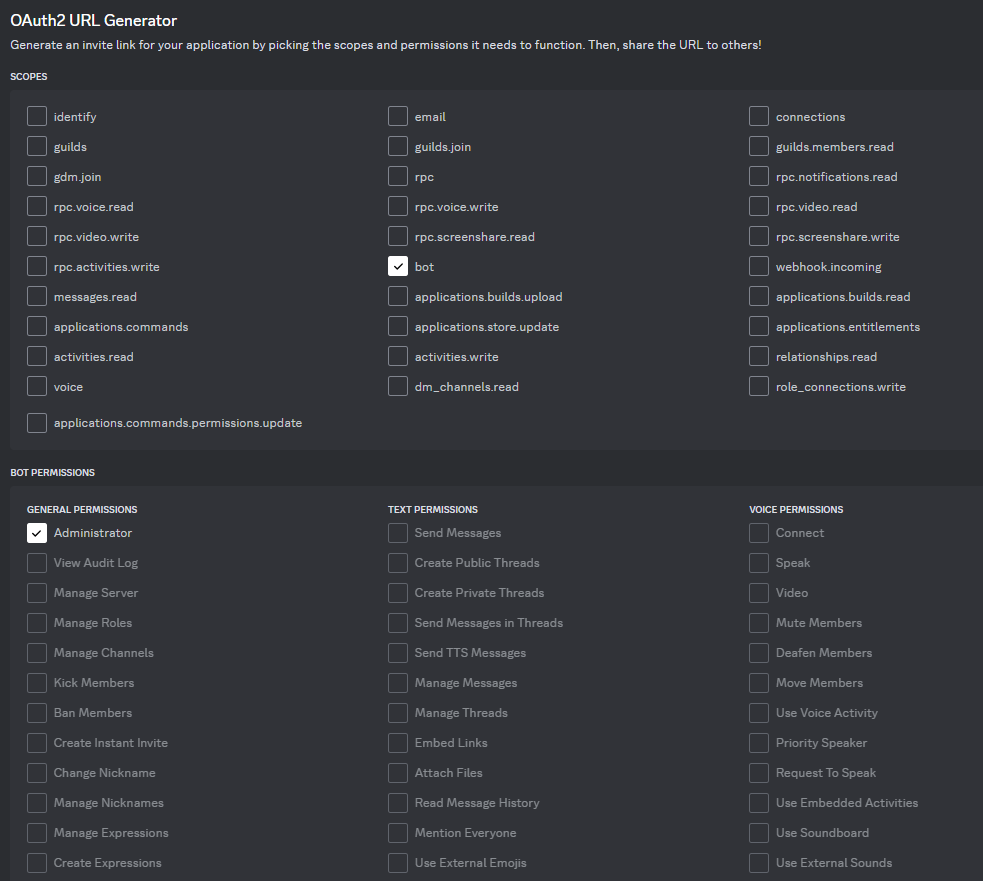 OAuth2 URL Generator
Generate an invite link for your application by picking the scopes and permissions it needs to function. Then, share the URL to others!
SCOPES
identify
email
connections
guilds
guilds.join
guilds.members.read
gdm.join
rpc
rpc.notifications.read
rpc.voice.read
rpc.voice.write
rpc.video.read
rpc.video.write
rpc.screenshare.read
rpc.screenshare.write
rpc.activities.write
bot
webhook.incoming
messages.read
applications.builds.upload
applications.builds.read
applications.commands
applications.store.update
applications.entitlements
activities.read
activities.write
relationships.read
voice
dm_channels.read
role_connections.write
applications.commands.permissions.update
BOT PERMISSIONS
GENERAL PERMISSIONS
Administrator
View Audit Log
Manage Server
Manage Roles
Manage Channels
Kick Members
Ban Members
Create Instant Invite
Change Nickname
Manage Nicknames
Manage Expressions
Create Expressions
TEXT PERMISSIONS
Send Messages
Create Public Threads
Create Private Threads
Send Messages in Threads
Send TTS Messages
Manage Messages
Manage Threads
Embed Links
Attach Files
Read Message History
Mention Everyone
Use External Emojis
VOICE PERMISSIONS
Connect
Speak
Video
Mute Members
Deafen Members
Move Members
Use Voice Activity
Priority Speaker
Request To Speak
Use Embedded Activities
Use Soundboard
Use External Sounds